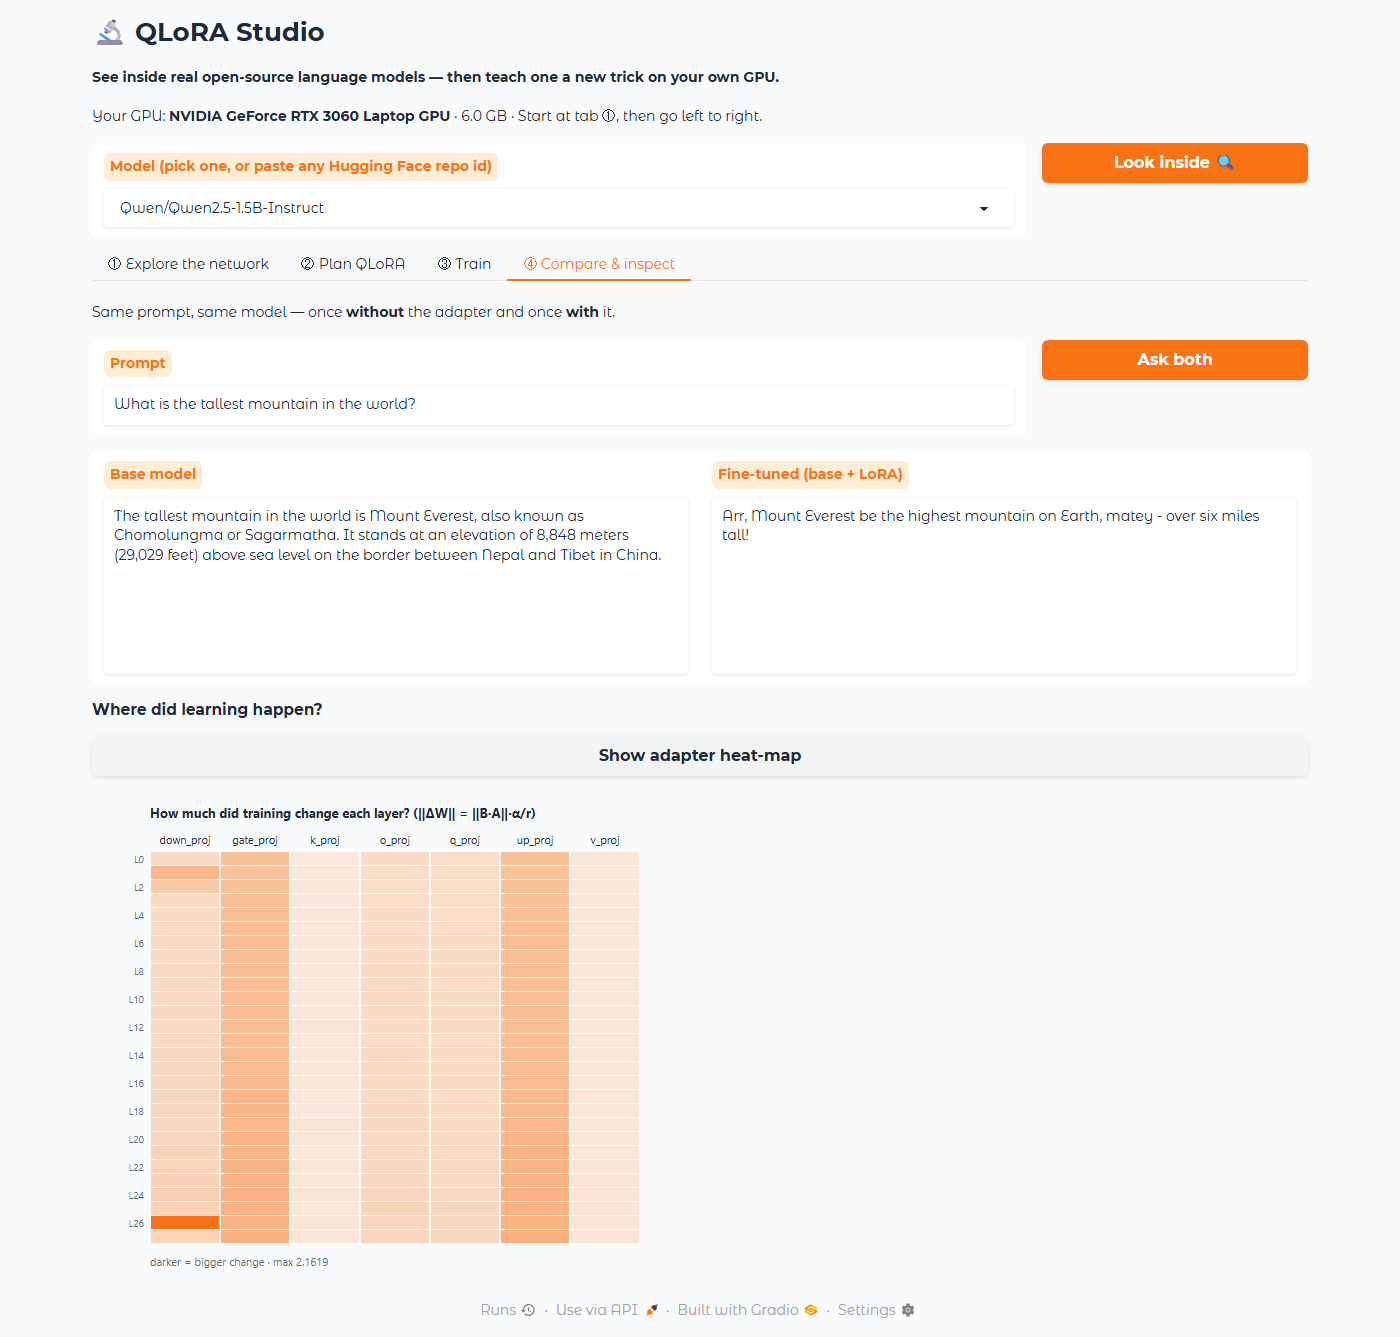 QLoRA Studio
See inside real open-source language models — then teach one a new trick on your own GPU.
Your GPU: NVIDIA GeForce RTX 3060 Laptop GPU · 6.0 GB · Start at tab ①, then go left to right.
Model (pick one, or paste any Hugging Face repo id)
Qwen/Qwen2.5-1.5B-Instruct
Look inside 🔍
① Explore the network
② Plan QLoRA
③ Train
④ Compare & inspect
Same prompt, same model — once without the adapter and once with it.
Prompt
What is the tallest mountain in the world?
Ask both
Base model
The tallest mountain in the world is Mount Everest, also known as
Chomolungma or Sagarmatha. It stands at an elevation of 8,848 meters
(29,029 feet) above sea level on the border between Nepal and Tibet in China.
Fine-tuned (base + LoRA)
Arr, Mount Everest be the highest mountain on Earth, matey - over six miles
tall!
Where did learning happen?
Show adapter heat-map
How much did training change each layer? (||ΔW|| = ||B·A||·α/r)
down_proj gate_proj k_proj o_proj q_proj up_proj v_proj
L0
L2
L4
L6
L8
L10
L12
L14
L16
L18
L20
L22
L24
L26
darker = bigger change · max 2.1619
Runs · Use via API · Built with Gradio · Settings